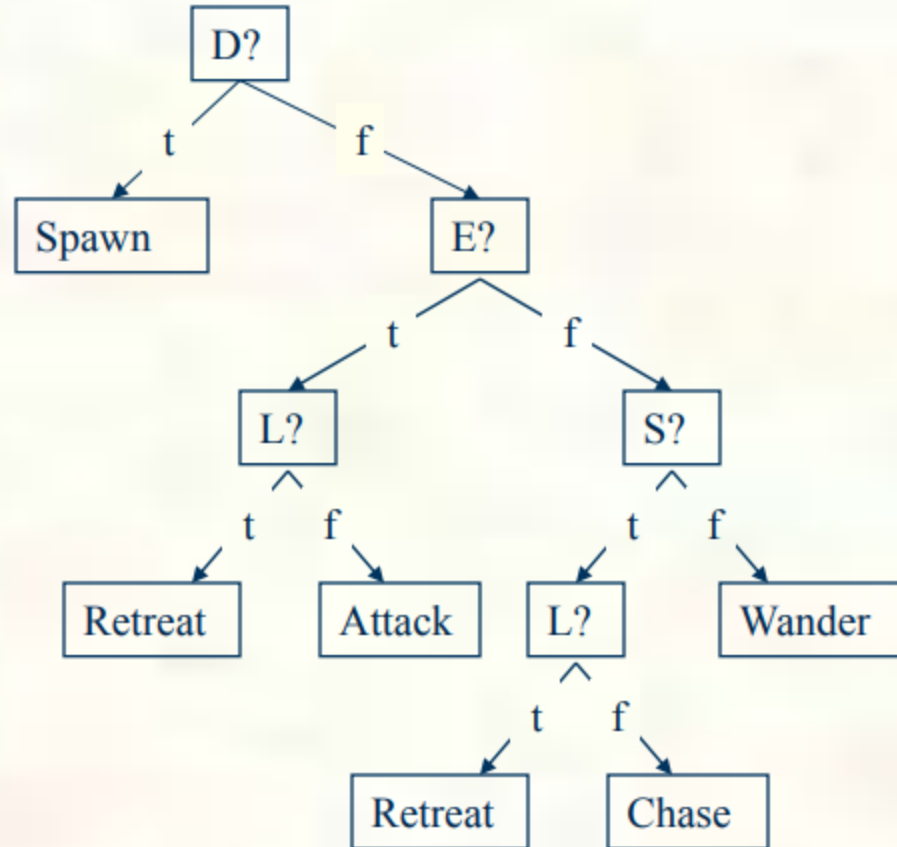 D?
t f
Spawn E?
t f
L? S?
t f t f
Retreat Attack L? Wander
t f
Retreat Chase